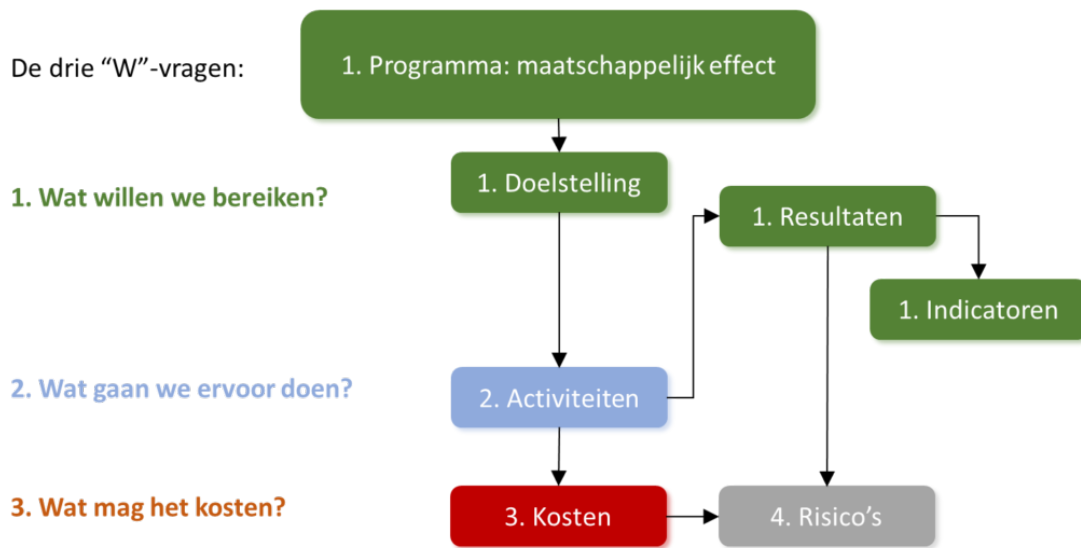 De drie “W”-vragen:
1. Programma: maatschappelijk effect
1. Wat willen we bereiken?
1. Doelstelling
1. Resultaten
1. Indicatoren
2. Wat gaan we ervoor doen?
2. Activiteiten
3. Wat mag het kosten?
3. Kosten
4. Risico’s